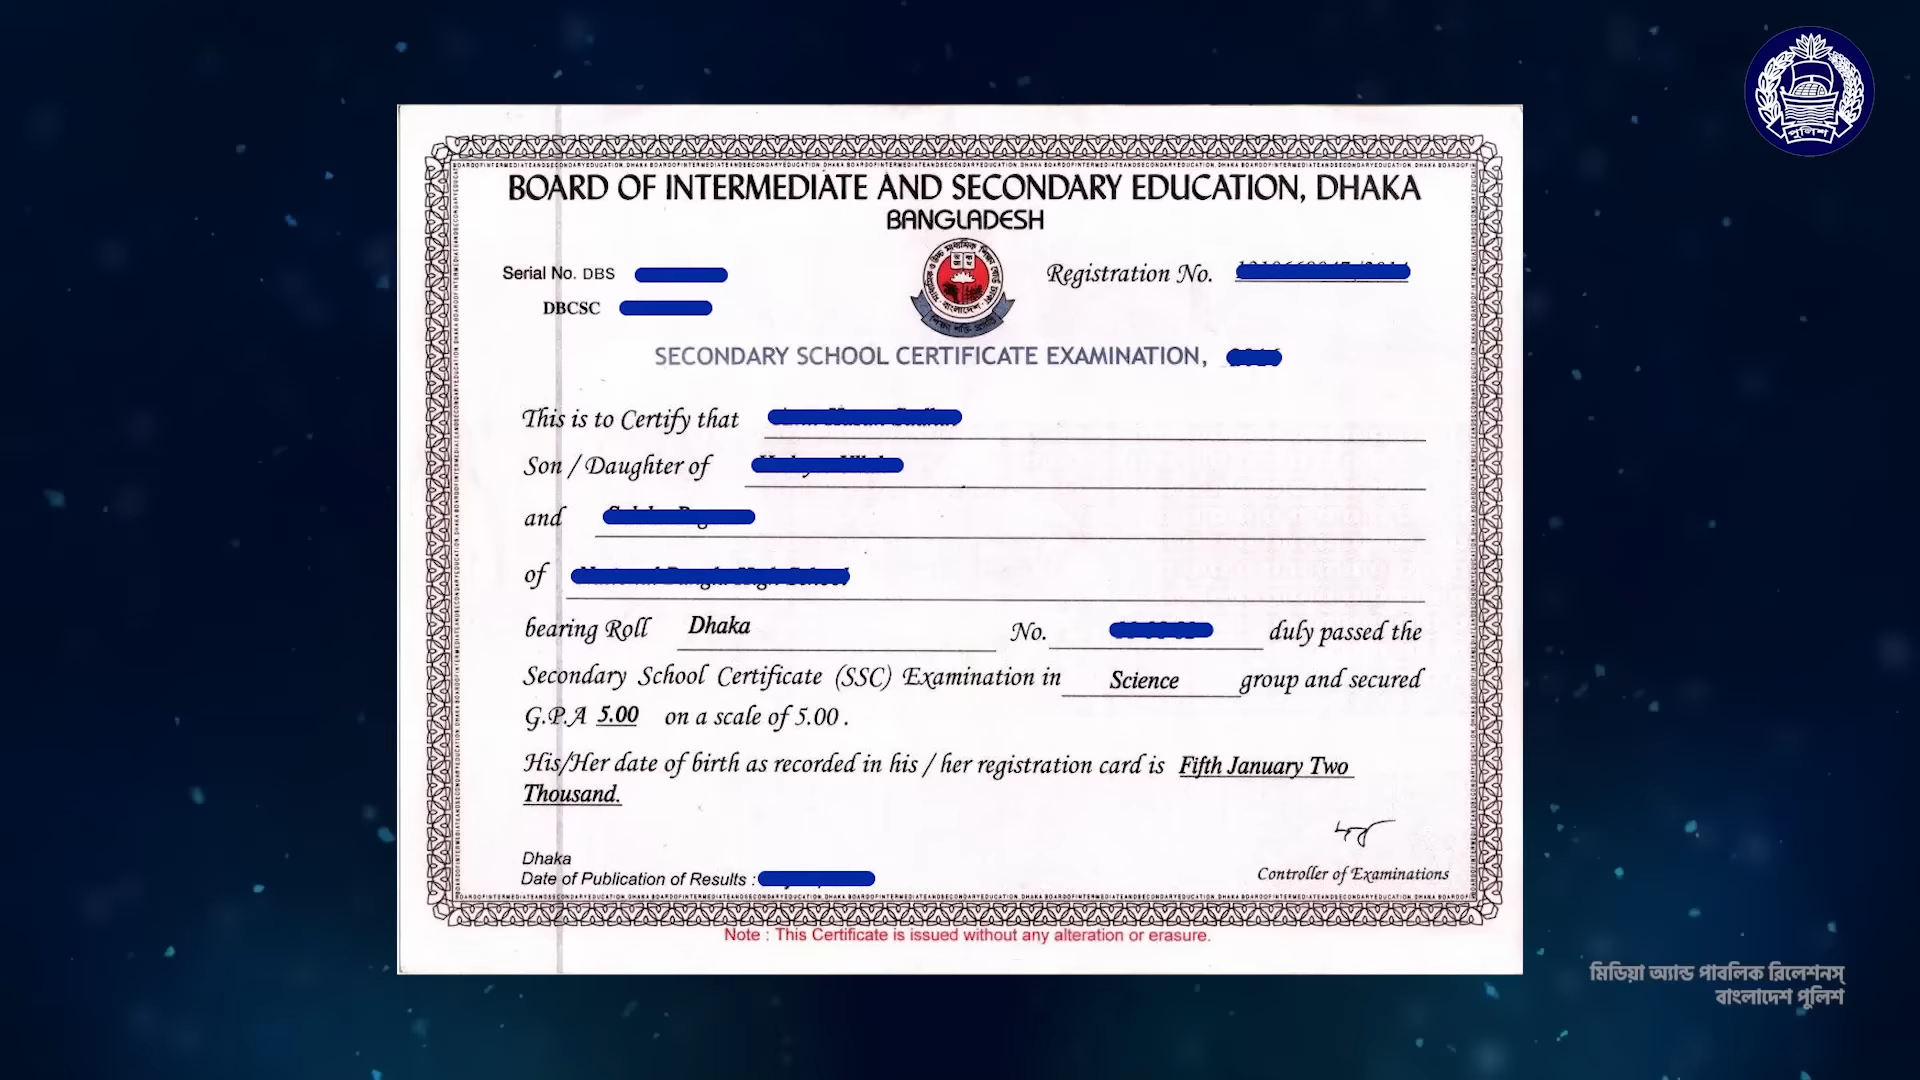 BOARD OF INTERMEDIATE AND SECONDARY EDUCATION, DHAKA
BANGLADESH
Serial No. DBS
Registration No.
DBCSC
SECONDARY SCHOOL CERTIFICATE EXAMINATION,
This is to Certify that
Son / Daughter of
and
of
bearing Roll Dhaka No. duly passed the
Secondary School Certificate (SSC) Examination in Science group and secured
G.P.A 5.00 on a scale of 5.00 .
His/Her date of birth as recorded in his / her registration card is Fifth January Two
Thousand.
Dhaka
Date of Publication of Results :
Controller of Examinations
Note : This Certificate is issued without any alteration or erasure.
পুলিশ
মিডিয়া অ্যান্ড পাবলিক রিলেশনস্
বাংলাদেশ পুলিশ